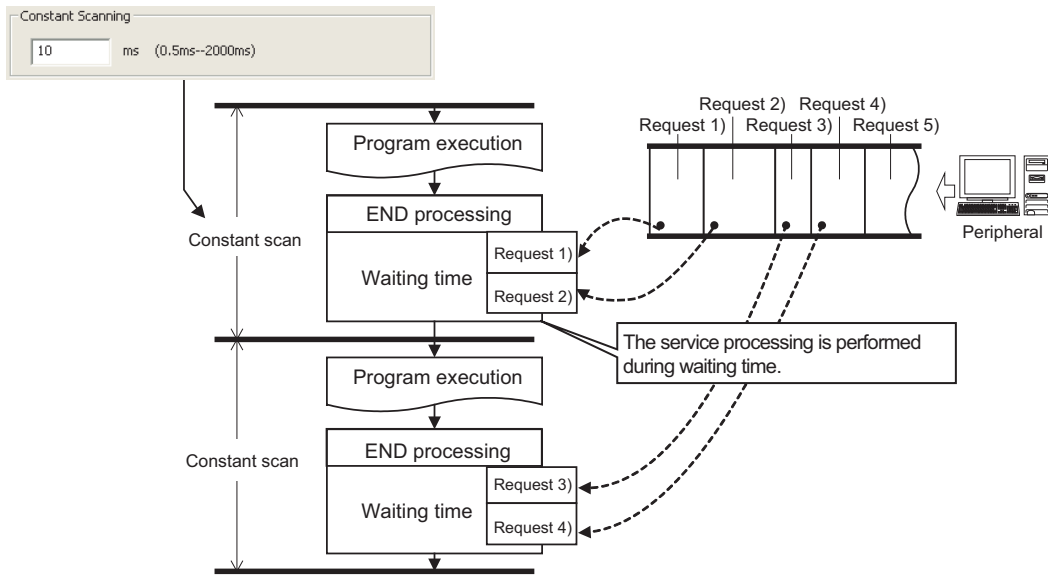 Constant Scanning
10 ms (0.5ms--2000ms)
Program execution
END processing
Constant scan
Waiting time
Request 1)
Request 2)
Request 2) Request 4)
Request 1) Request 3) Request 5)
Peripheral
The service processing is performed
during waiting time.
Program execution
END processing
Constant scan
Waiting time
Request 3)
Request 4)